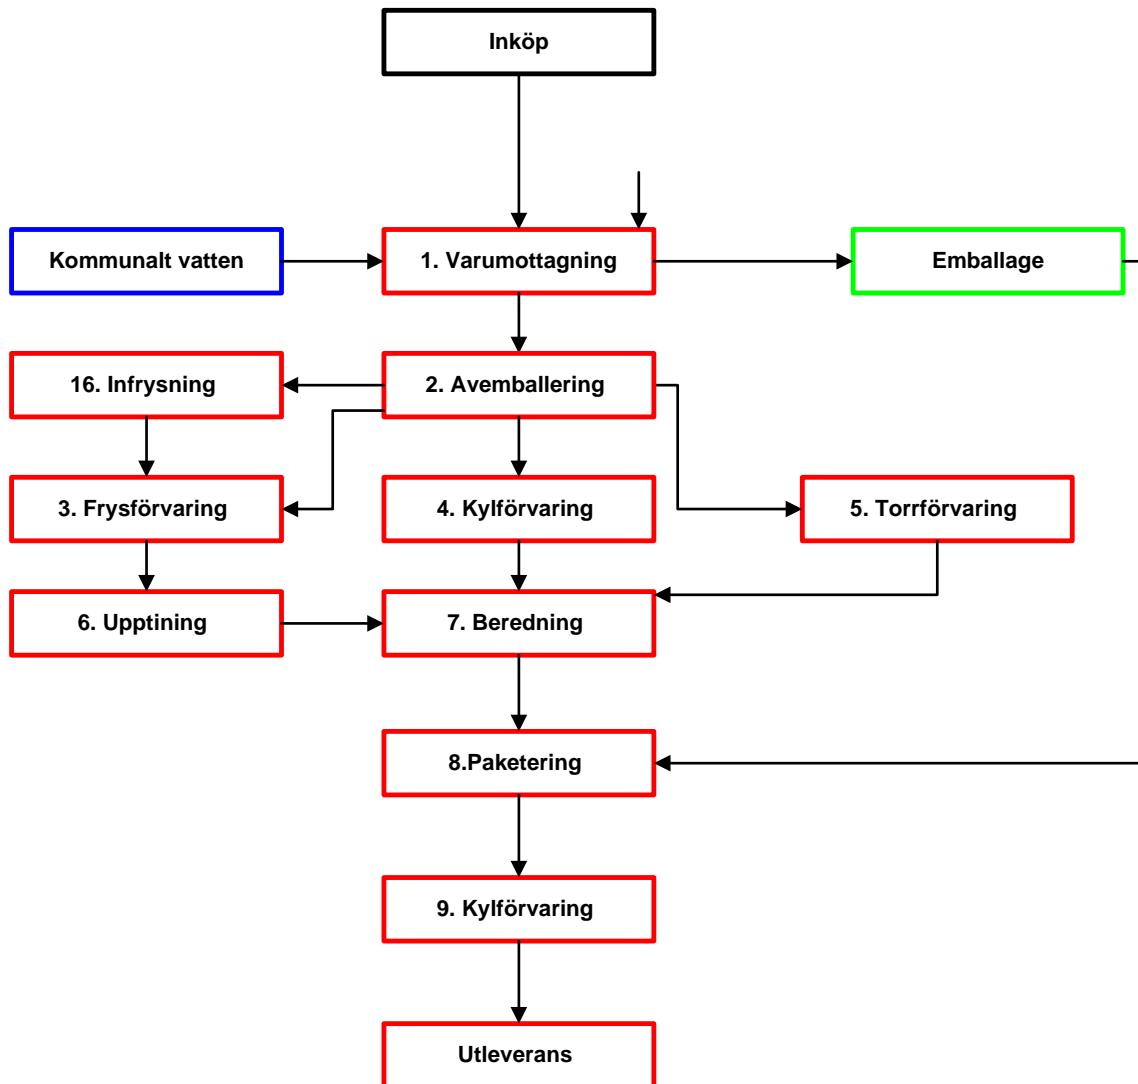 Inköp
Kommunalt vatten
1. Varumottagning
Emballage
16. Infrysning
2. Avemballering
3. Frysförvaring
4. Kylförvaring
5. Torrförvaring
6. Upptining
7. Beredning
8.Paketering
9. Kylförvaring
Utleverans